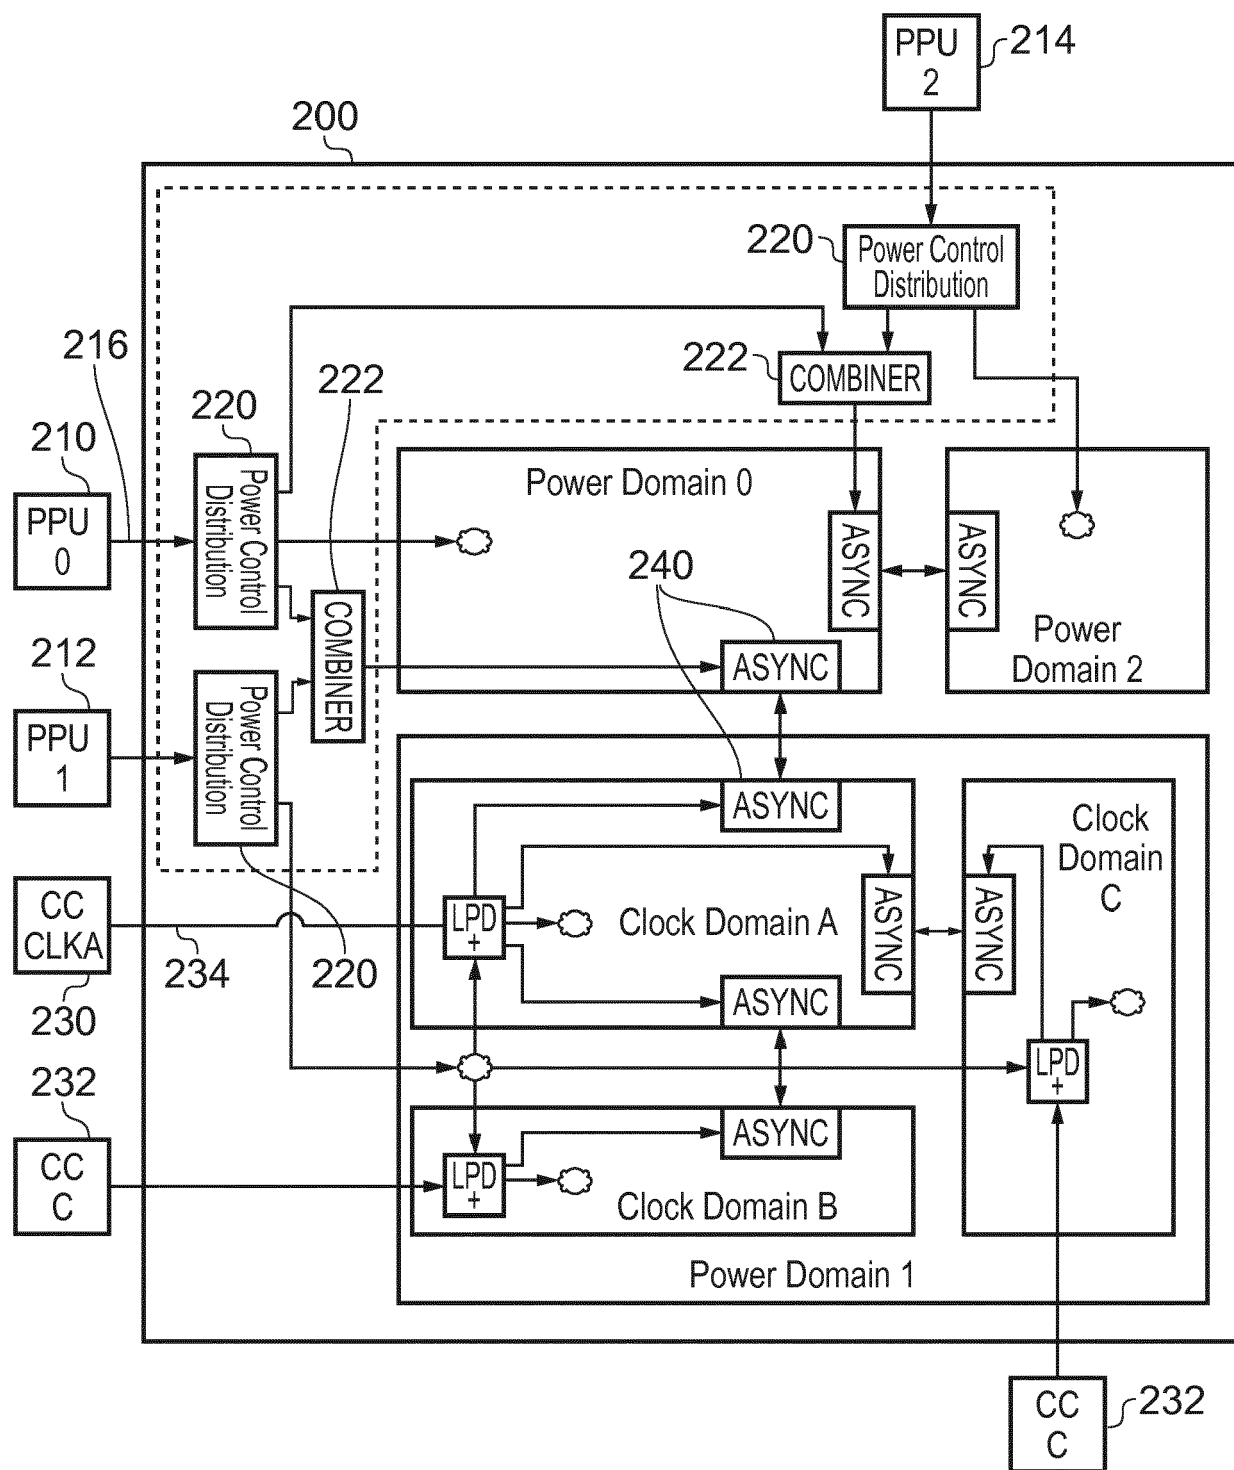 PPU
2
214
200
220
Power Control
Distribution
216
222
222
COMBINER
220
210
Power Control
Distribution
Power Domain 0
PPU
0
ASYNC
ASYNC
240
COMBINER
212
Power Control
Distribution
ASYNC
Power
Domain 2
PPU
1
ASYNC
Clock
Domain
C
CC
CLKA
LPD
+
Clock Domain A
ASYNC
ASYNC
234
220
230
ASYNC
LPD
+
232
ASYNC
CC
C
LPD
+
Clock Domain B
Power Domain 1
CC
C
232